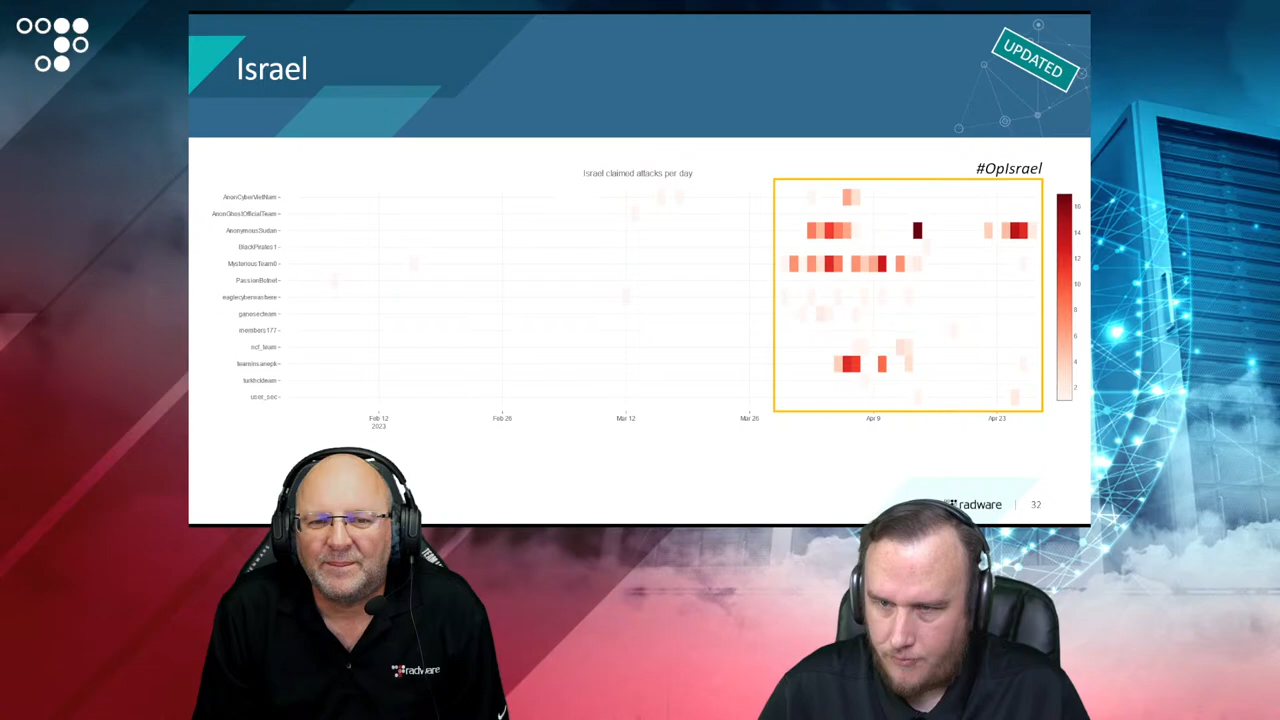 Israel
UPDATED
#OpIsrael
Israel claimed attacks per day
AnonCyberVietNam
AnonGhostOfficialTeam
AnonymousSudan
BlackPirates1
MysteriousTeam0
PassionBotnet
eaglecyberwashere
ganosecteam
members177
ncf_team
teaminsanepk
turkhckteam
user_sec
16
14
12
10
8
6
4
2
Feb 12
2023
Feb 26
Mar 12
Mar 26
Apr 9
Apr 23
radware | 32
radware